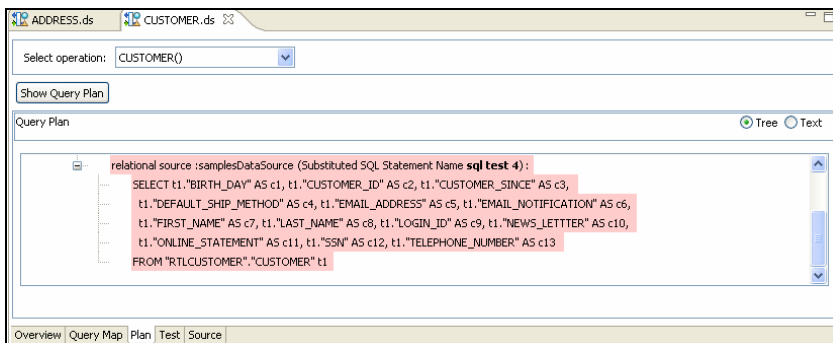 ADDRESS.ds CUSTOMER.ds
Select operation: CUSTOMER()
Show Query Plan
Query Plan Tree Text
relational source :samplesDataSource (Substituted SQL Statement Name sql test 4) :
SELECT t1."BIRTH_DAY" AS c1, t1."CUSTOMER_ID" AS c2, t1."CUSTOMER_SINCE" AS c3,
t1."DEFAULT_SHIP_METHOD" AS c4, t1."EMAIL_ADDRESS" AS c5, t1."EMAIL_NOTIFICATION" AS c6,
t1."FIRST_NAME" AS c7, t1."LAST_NAME" AS c8, t1."LOGIN_ID" AS c9, t1."NEWS_LETTTER" AS c10,
t1."ONLINE_STATEMENT" AS c11, t1."SSN" AS c12, t1."TELEPHONE_NUMBER" AS c13
FROM "RTLCUSTOMER"."CUSTOMER" t1
Overview Query Map Plan Test Source